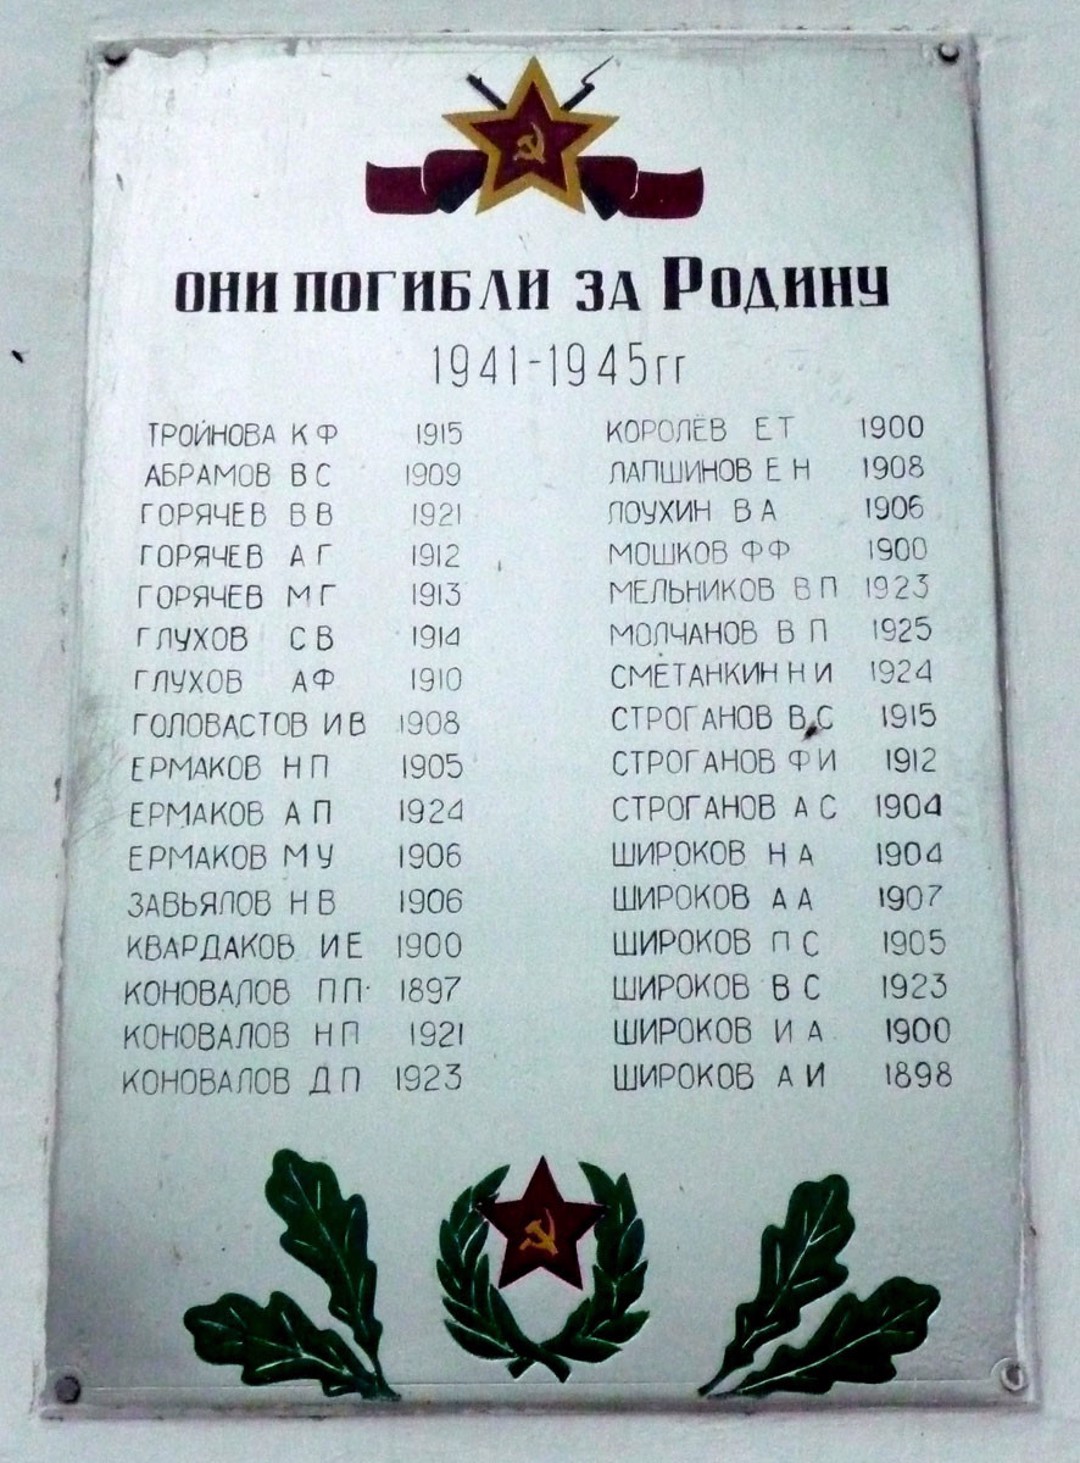 ОНИ ПОГИБЛИ ЗА РОДИНУ
1941-1945гг
ТРОЙНОВА К Ф 1915
АБРАМОВ В С 1909
ГОРЯЧЕВ В В 1921
ГОРЯЧЕВ А Г 1912
ГОРЯЧЕВ М Г 1913
ГЛУХОВ С В 1914
ГЛУХОВ А Ф 1910
ГОЛОВАСТОВ И В 1908
ЕРМАКОВ Н П 1905
ЕРМАКОВ А П 1924
ЕРМАКОВ М У 1906
ЗАВЬЯЛОВ Н В 1906
КВАРДАКОВ И Е 1900
КОНОВАЛОВ П П 1897
КОНОВАЛОВ Н П 1921
КОНОВАЛОВ Д П 1923
КОРОЛЁВ Е Т 1900
ЛАПШИНОВ Е Н 1908
ЛОУХИН В А 1906
МОШКОВ Ф Ф 1900
МЕЛЬНИКОВ В П 1923
МОЛЧАНОВ В П 1925
СМЕТАНКИН Н И 1924
СТРОГАНОВ В С 1915
СТРОГАНОВ Ф И 1912
СТРОГАНОВ А С 1904
ШИРОКОВ Н А 1904
ШИРОКОВ А А 1907
ШИРОКОВ П С 1905
ШИРОКОВ В С 1923
ШИРОКОВ И А 1900
ШИРОКОВ А И 1898